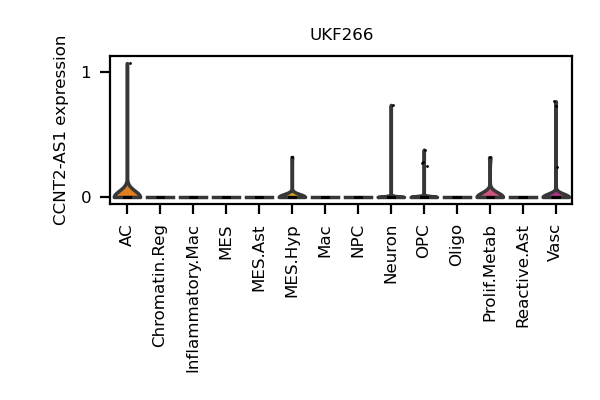 UKF266
CCNT2-AS1 expression
1
0
AC
Chromatin.Reg
Inflammatory.Mac
MES
MES.Ast
MES.Hyp
Mac
NPC
Neuron
OPC
Oligo
Prolif.Metab
Reactive.Ast
Vasc